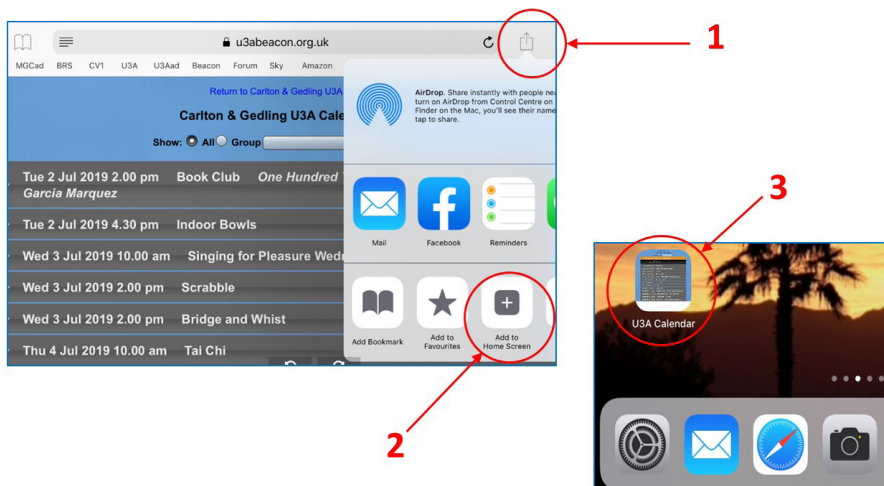 1
u3abeacon.org.uk
MGCad BRS CV1 U3A U3Aad Beacon Forum Sky Amazon
Return to Carlton & Gedling U3A
Carlton & Gedling U3A Cale
Show: All Group
Tue 2 Jul 2019 2.00 pm Book Club One Hundred
Garcia Marquez
Tue 2 Jul 2019 4.30 pm Indoor Bowls
Wed 3 Jul 2019 10.00 am Singing for Pleasure Wed
Wed 3 Jul 2019 2.00 pm Scrabble
Wed 3 Jul 2019 2.00 pm Bridge and Whist
Thu 4 Jul 2019 10.00 am Tai Chi
AirDrop. Share instantly with people nea
turn on AirDrop from Control Centre on
Finder on the Mac, you'll see their name
tap to share.
Mail Facebook Reminders
Add Bookmark
Add to
Favourites
Add to
Home Screen
2
3
U3A Calendar